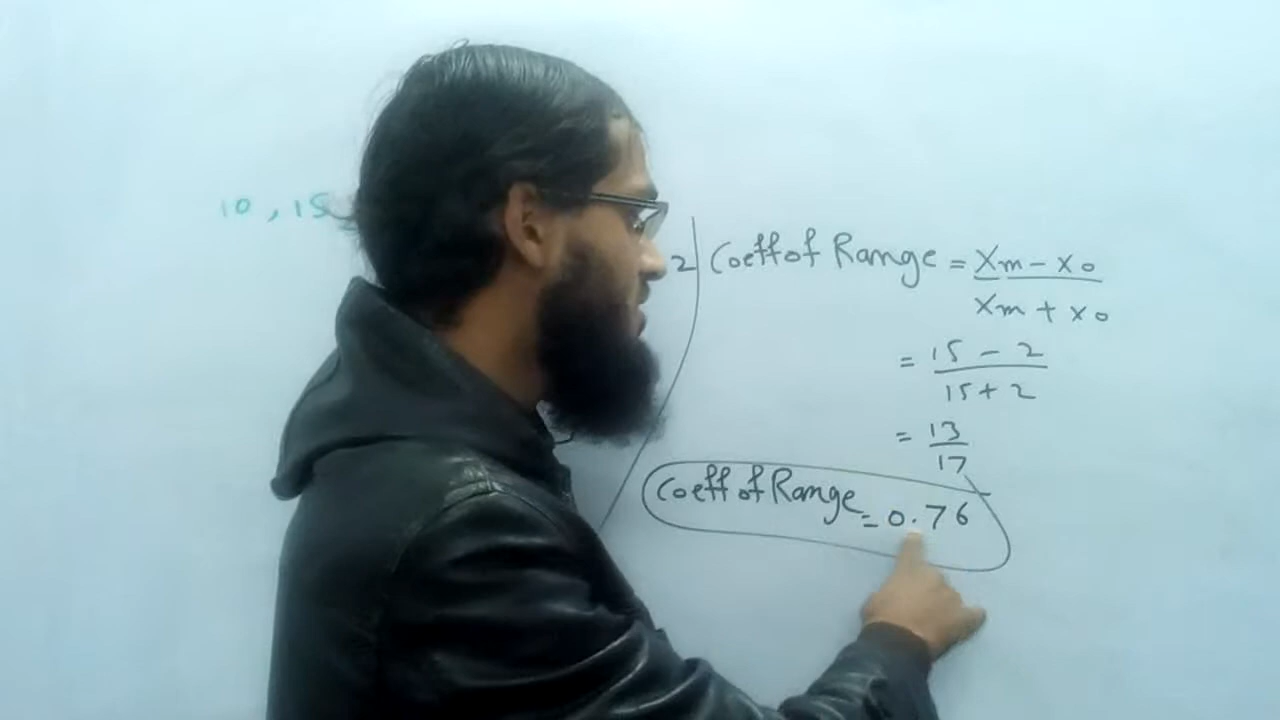 10, 15
2
Coeff of Range = Xm - x0
Xm + x0
= 15 - 2
15 + 2
= 13
17
Coeff of Range = 0.76